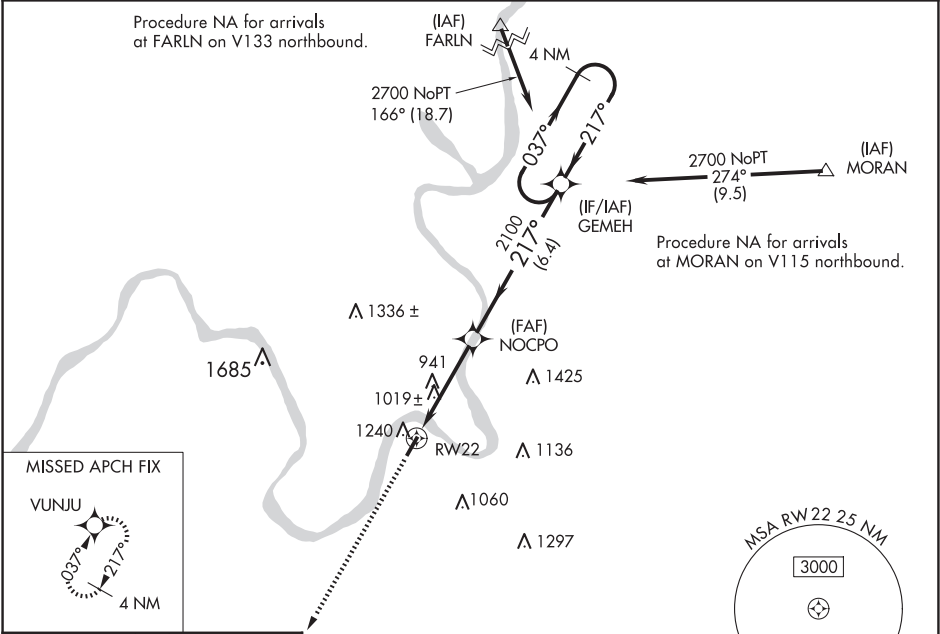 Procedure NA for arrivals
at FARLN on V133 northbound.
(IAF)
FARLN
4 NM
2700 NoPT
166° (18.7)
037°
217°
2700 NoPT
274°
(9.5)
(IAF)
MORAN
(IF/IAF)
GEMEH
2100
217°
(6.4)
Procedure NA for arrivals
at MORAN on V115 northbound.
1336 ±
(FAF)
NOCPO
1685
941
1425
1019 ±
1240
RW22
1136
MISSED APCH FIX
VUNJU
1060
037°
217°
4 NM
1297
MSA RW22 25 NM
3000